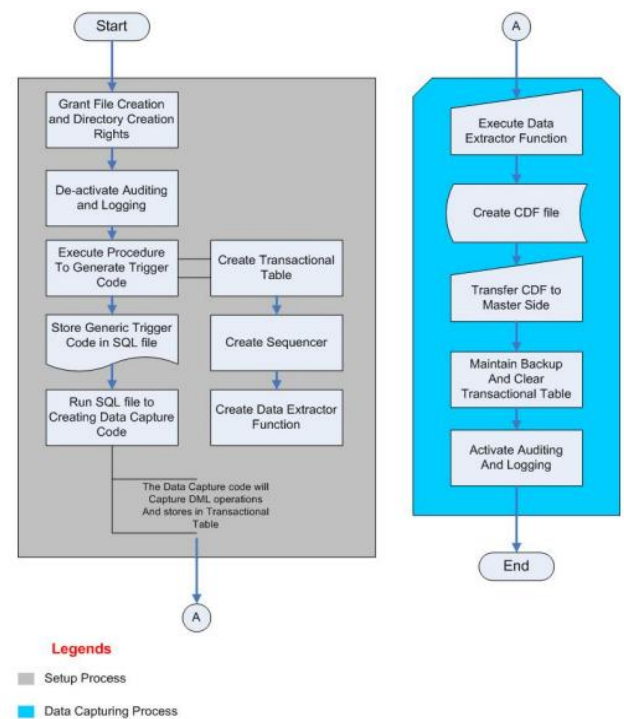 Start
Grant File Creation
and Directory Creation
Rights
De-activate Auditing
and Logging
Execute Procedure
To Generate Trigger
Code
Store Generic Trigger
Code in SQL file
Run SQL file to
Creating Data Capture
Code
Create Transactional
Table
Create Sequencer
Create Data Extractor
Function
The Data Capture code will
Capture DML operations
And stores in Transactional
Table
A
A
Execute Data
Extractor Function
Create CDF file
Transfer CDF to
Master Side
Maintain Backup
And Clear
Transactional Table
Activate Auditing
And Logging
End
Legends
Setup Process
Data Capturing Process